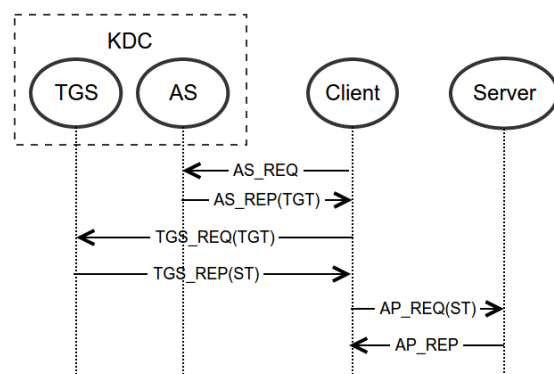 KDC
TGS
AS
Client
Server
AS_REQ
AS_REP(TGT)
TGS_REQ(TGT)
TGS_REP(ST)
AP_REQ(ST)
AP_REP